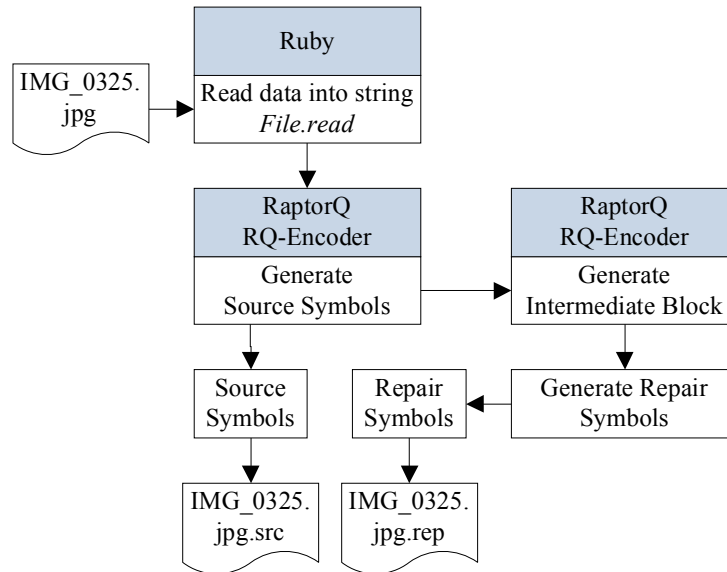 Ruby
IMG_0325.
jpg
Read data into string
File.read
RaptorQ
RQ-Encoder
Generate
Source Symbols
RaptorQ
RQ-Encoder
Generate
Intermediate Block
Source
Symbols
Repair
Symbols
Generate Repair
Symbols
IMG_0325.
jpg.src
IMG_0325.
jpg.rep